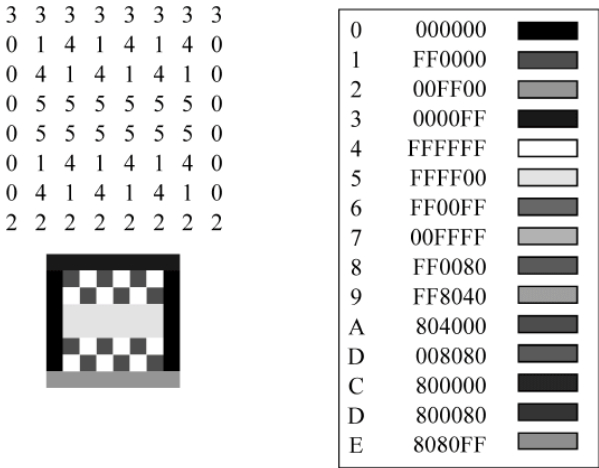 3 3 3 3 3 3 3 3
0 1 4 1 4 1 4 0
0 4 1 4 1 4 1 0
0 5 5 5 5 5 5 0
0 5 5 5 5 5 5 0
0 1 4 1 4 1 4 0
0 4 1 4 1 4 1 0
2 2 2 2 2 2 2 2
0 000000
1 FF0000
2 00FF00
3 0000FF
4 FFFFFF
5 FFFF00
6 FF00FF
7 00FFFF
8 FF0080
9 FF8040
A 804000
D 008080
C 800000
D 800080
E 8080FF